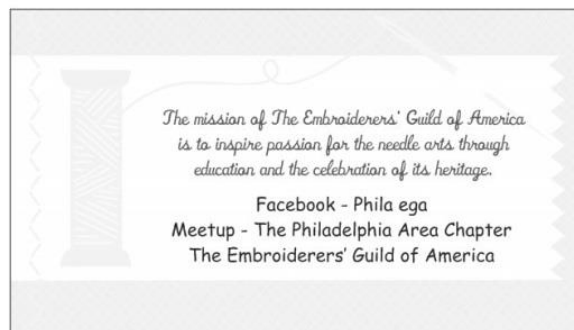 The mission of The Embroiderers' Guild of America
is to inspire passion for the needle arts through
education and the celebration of its heritage.
Facebook - Phila ega
Meetup - The Philadelphia Area Chapter
The Embroiderers' Guild of America